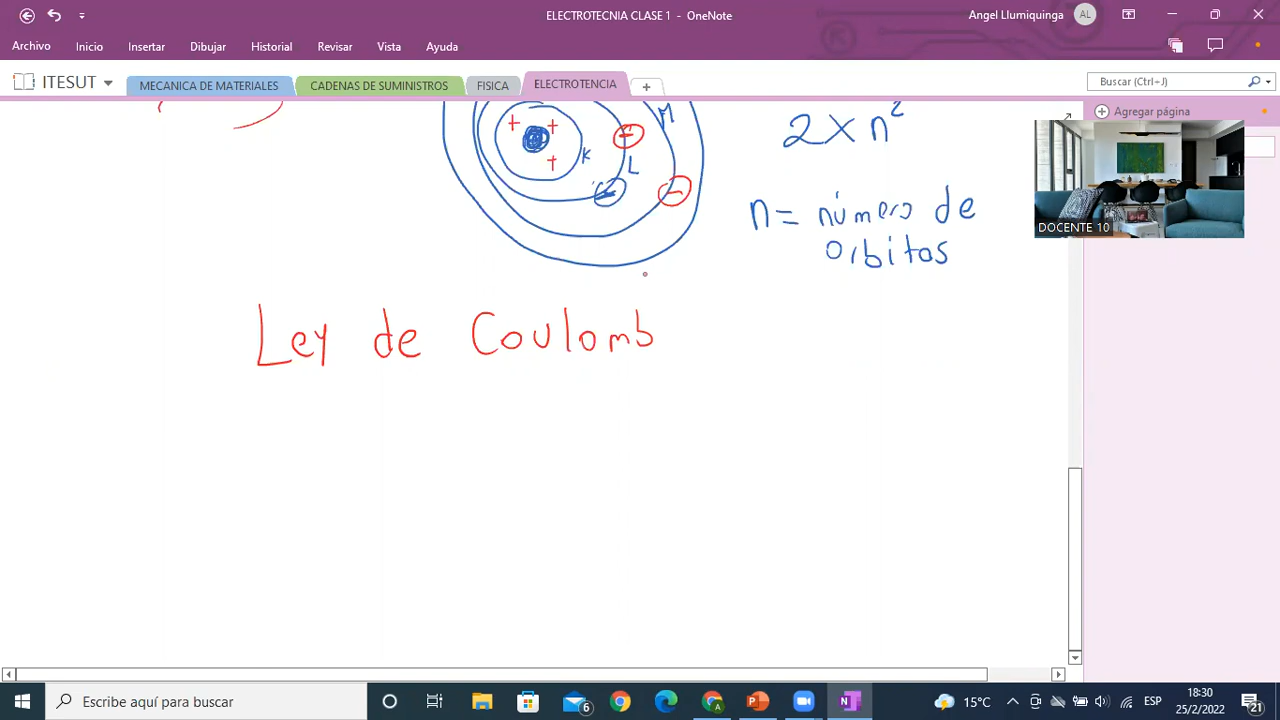 ELECTROTECNIA CLASE 1 - OneNote
Angel Llumiquinga AL
Archivo Inicio Insertar Dibujar Historial Revisar Vista Ayuda
ITESUT MECANICA DE MATERIALES CADENAS DE SUMINISTROS FISICA ELECTROTENCIA +
Buscar (Ctrl+J)
Agregar página
M
2 X n²
+ +
+
K
L
n = número de
orbitas
DOCENTE 10
Ley de Coulomb
Escribe aquí para buscar
6
15°C
ESP
18:30
25/2/2022
21